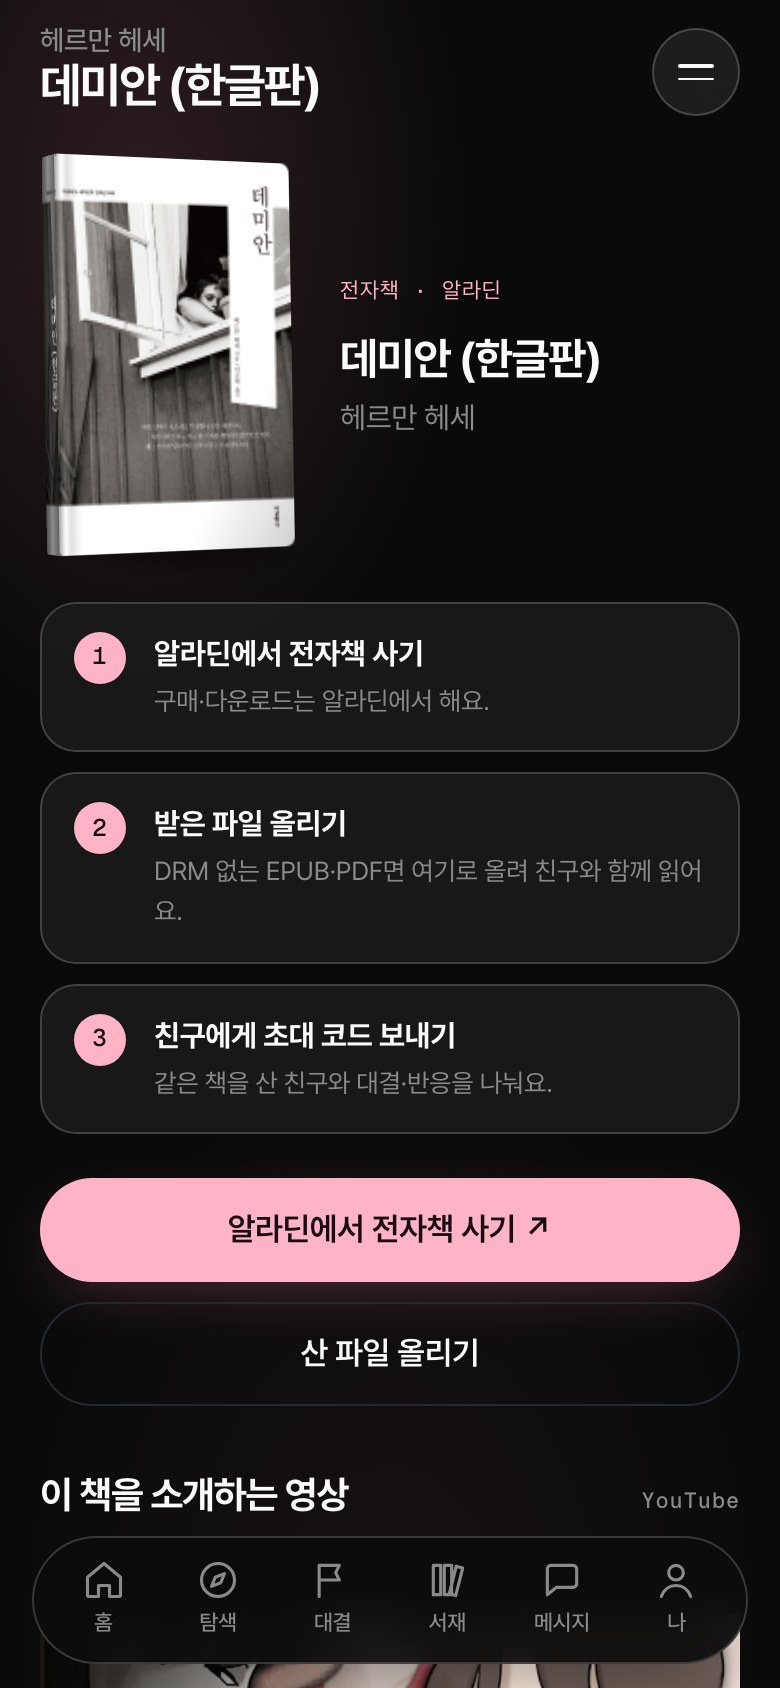 헤르만 헤세
데미안 (한글판)
데미안
전자책 · 알라딘
데미안 (한글판)
헤르만 헤세
1 알라딘에서 전자책 사기
구매·다운로드는 알라딘에서 해요.
2 받은 파일 올리기
DRM 없는 EPUB·PDF면 여기로 올려 친구와 함께 읽어
요.
3 친구에게 초대 코드 보내기
같은 책을 산 친구와 대결·반응을 나눠요.
알라딘에서 전자책 사기 ↗
산 파일 올리기
이 책을 소개하는 영상
YouTube
홈 탐색 대결 서재 메시지 나